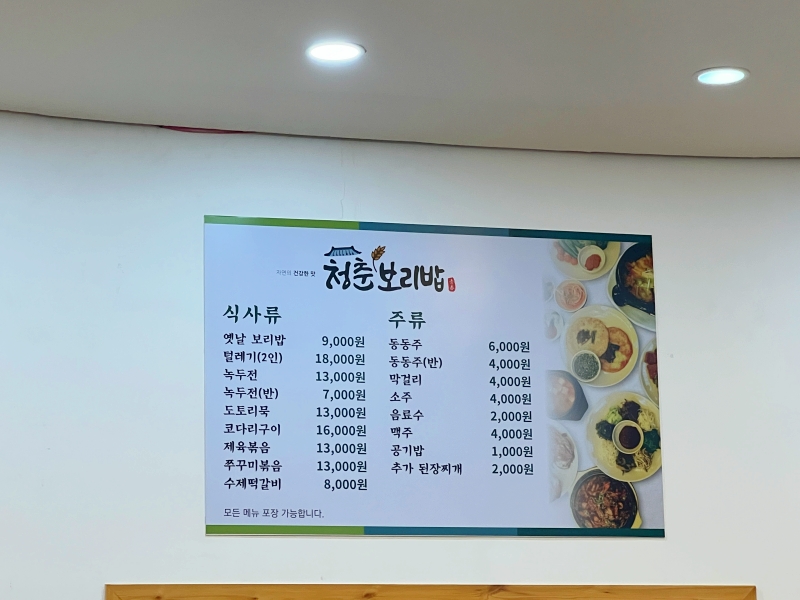 자연의 건강한 맛
청춘보리밥
식사류
옛날 보리밥 9,000원
털레기(2인) 18,000원
녹두전 13,000원
녹두전(반) 7,000원
도토리묵 13,000원
코다리구이 16,000원
제육볶음 13,000원
쭈꾸미볶음 13,000원
수제떡갈비 8,000원
주류
동동주 6,000원
동동주(반) 4,000원
막걸리 4,000원
소주 4,000원
음료수 2,000원
맥주 4,000원
공기밥 1,000원
추가 된장찌개 2,000원
모든 메뉴 포장 가능합니다.